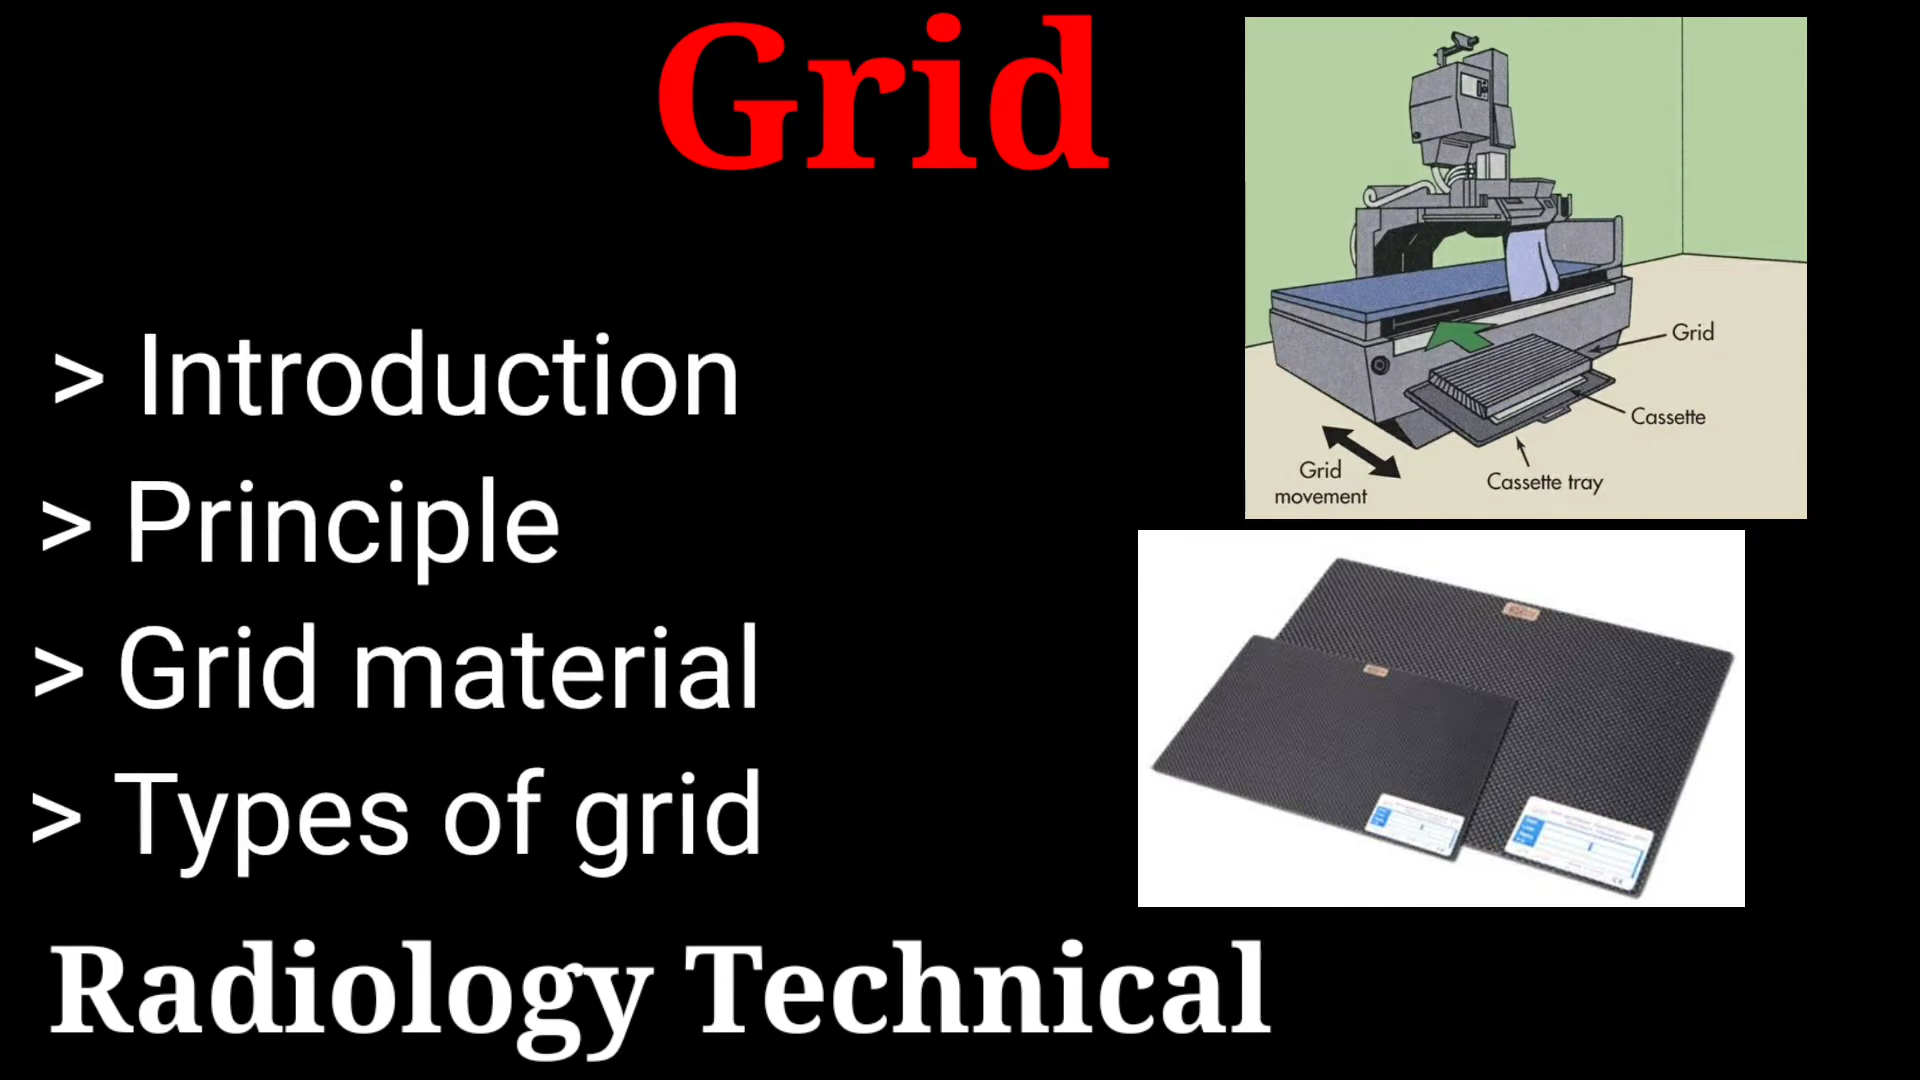 Grid
> Introduction
> Principle
> Grid material
> Types of grid
Radiology Technical
Grid
Cassette
Cassette tray
Grid
movement